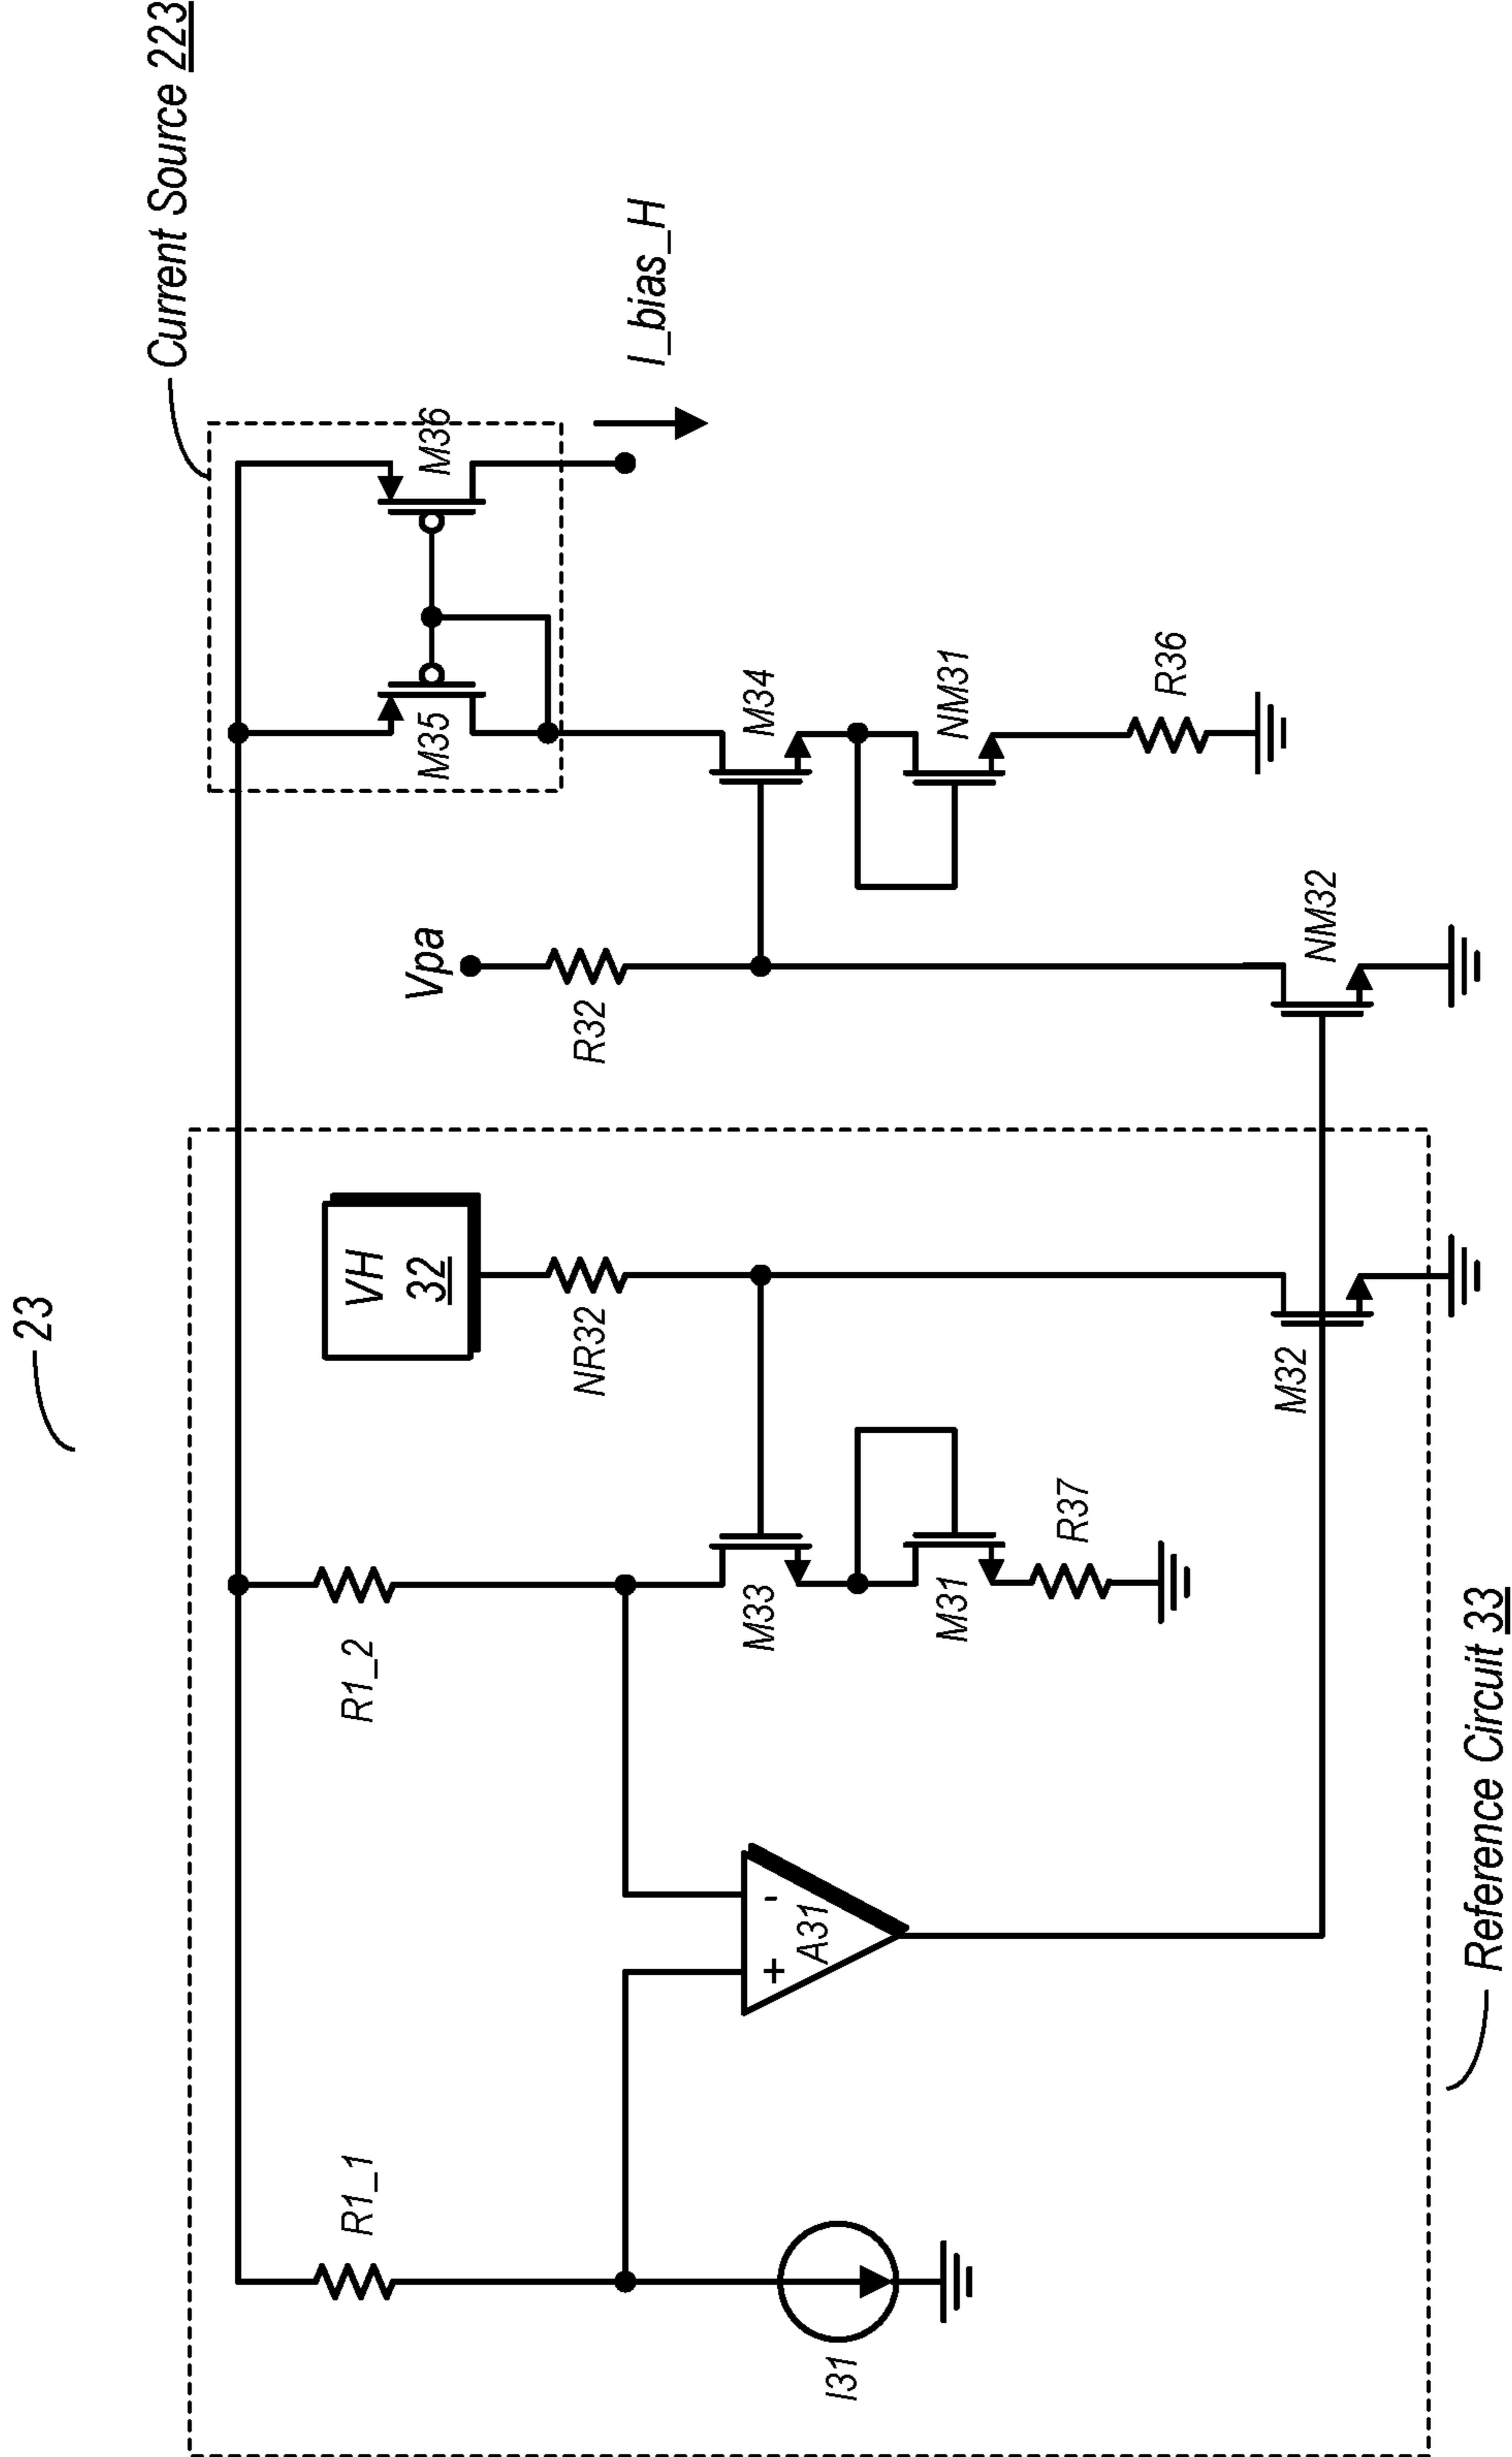 23
Current Source 223
R1_1
R1_2
VH
32
Vpa
M35
M36
NR32
R32
I_bias_H
A31
+
-
M33
M34
I31
M31
NM31
R37
R36
M32
NM32
Reference Circuit 33